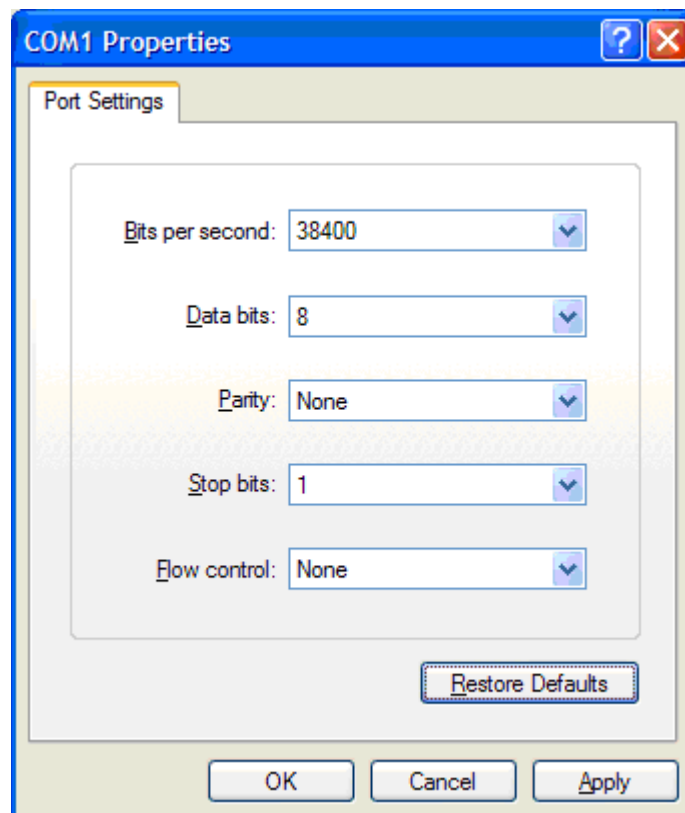 COM1 Properties
Port Settings
Bits per second: 38400
Data bits: 8
Parity: None
Stop bits: 1
Flow control: None
Restore Defaults
OK Cancel Apply